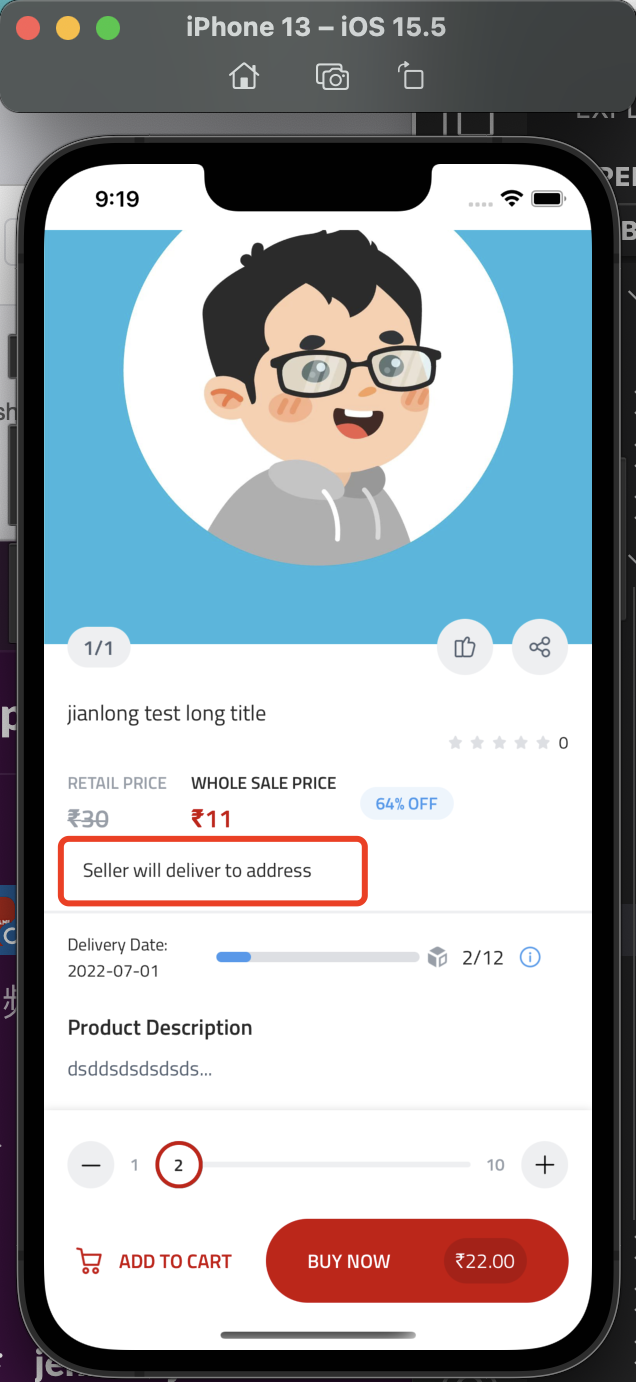 iPhone 13 – iOS 15.5
9:19
1/1
jianlong test long title
0
RETAIL PRICE WHOLE SALE PRICE
64% OFF
₹30 ₹11
Seller will deliver to address
Delivery Date:
2022-07-01
2/12
Product Description
dsddsdsdsdsds...
1 2 10
ADD TO CART BUY NOW ₹22.00